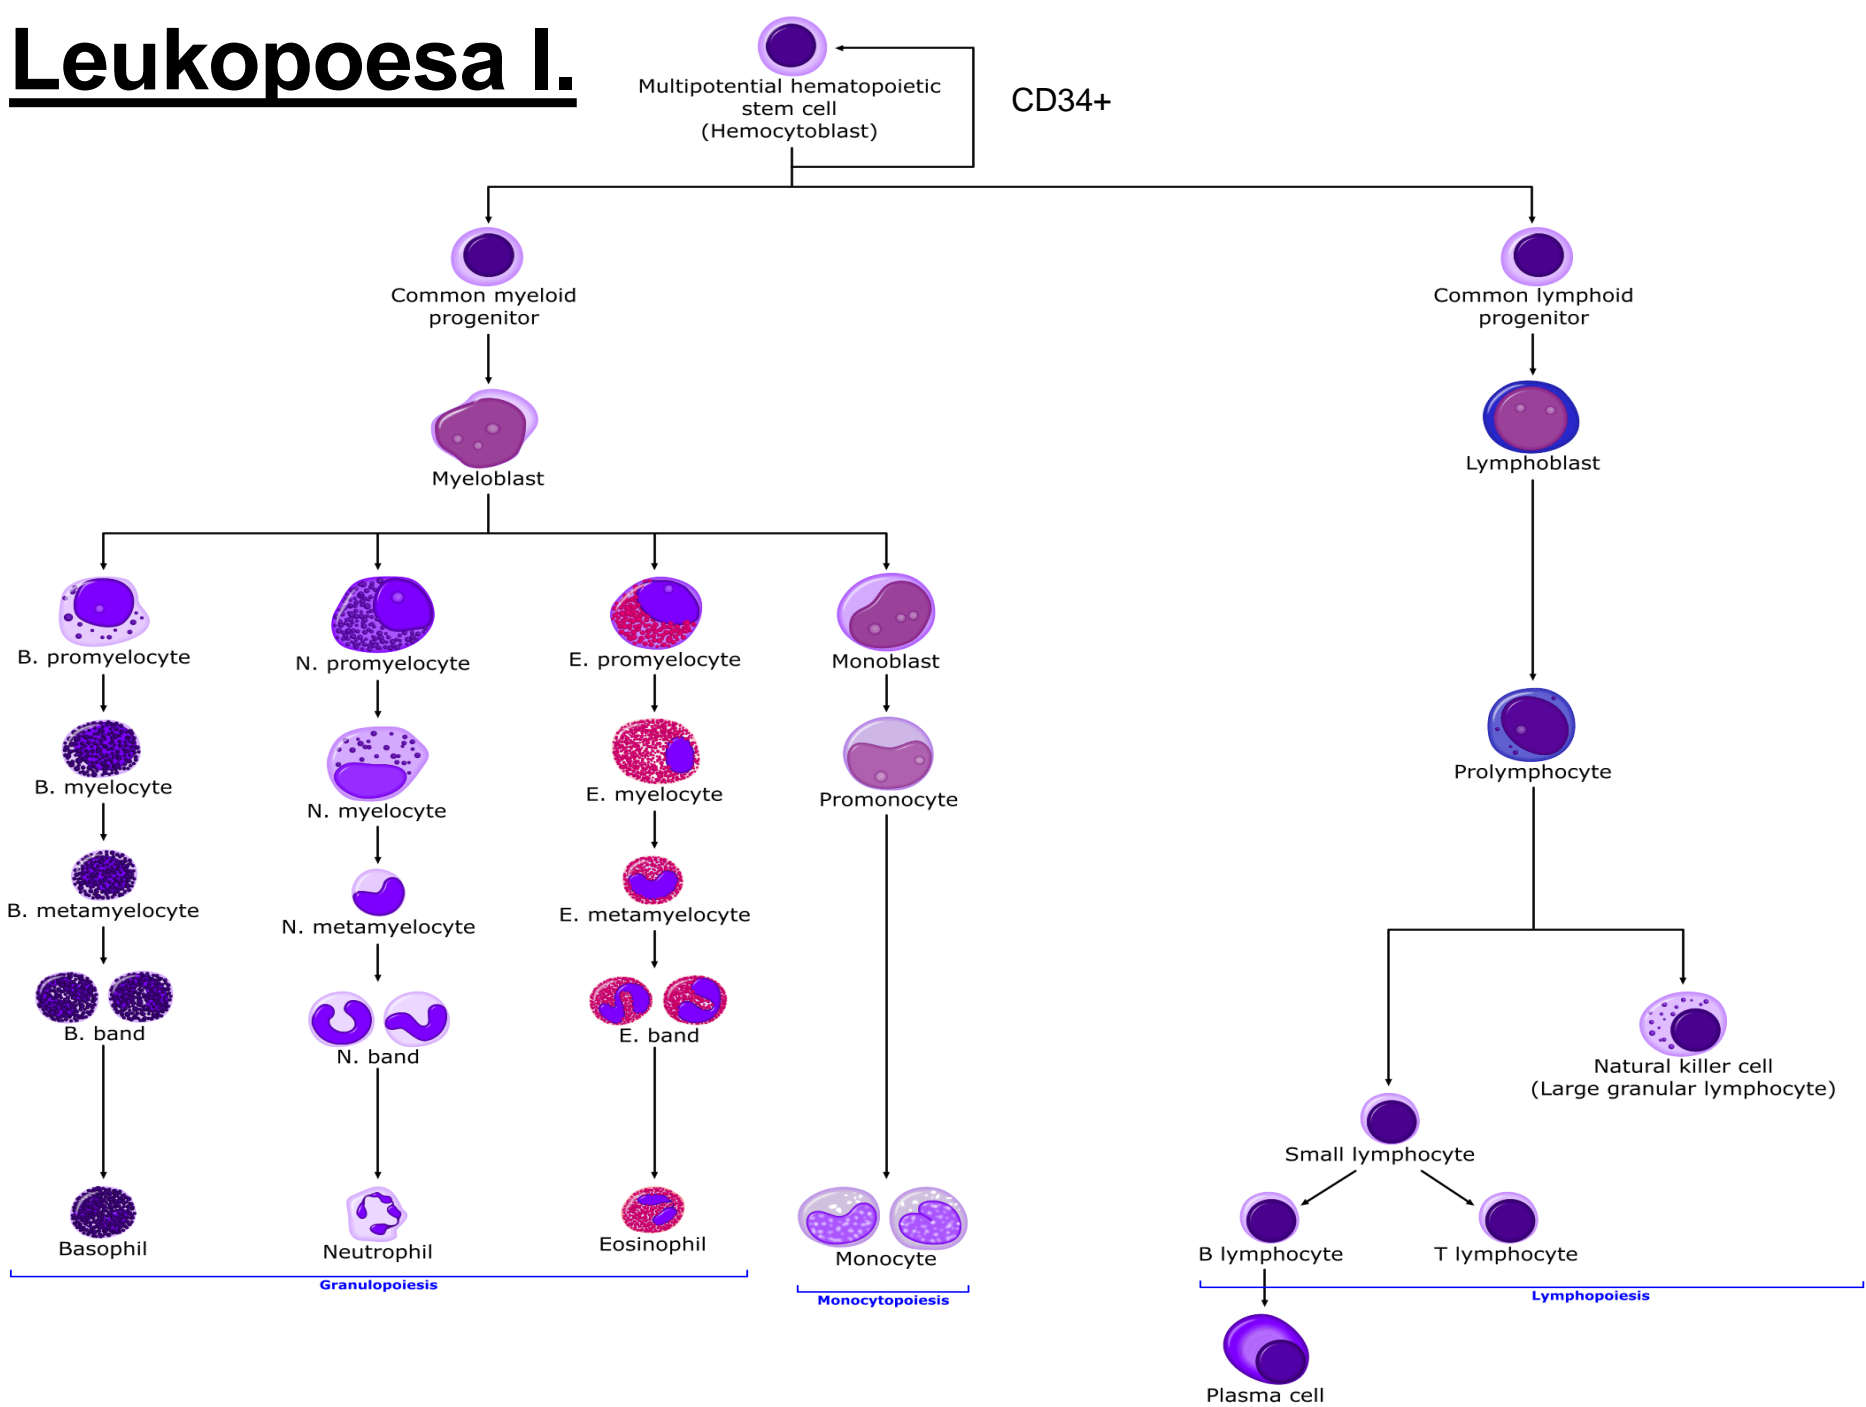 Leukopoesa I.
Multipotential hematopoietic
stem cell
(Hemocytoblast)
CD34+
Common myeloid
progenitor
Common lymphoid
progenitor
Myeloblast
Lymphoblast
B. promyelocyte
N. promyelocyte
E. promyelocyte
Monoblast
B. myelocyte
N. myelocyte
E. myelocyte
Promonocyte
Prolymphocyte
B. metamyelocyte
N. metamyelocyte
E. metamyelocyte
B. band
N. band
E. band
Natural killer cell
(Large granular lymphocyte)
Small lymphocyte
Basophil
Neutrophil
Eosinophil
Monocyte
B lymphocyte
T lymphocyte
Granulopoiesis
Monocytopoiesis
Lymphopoiesis
Plasma cell